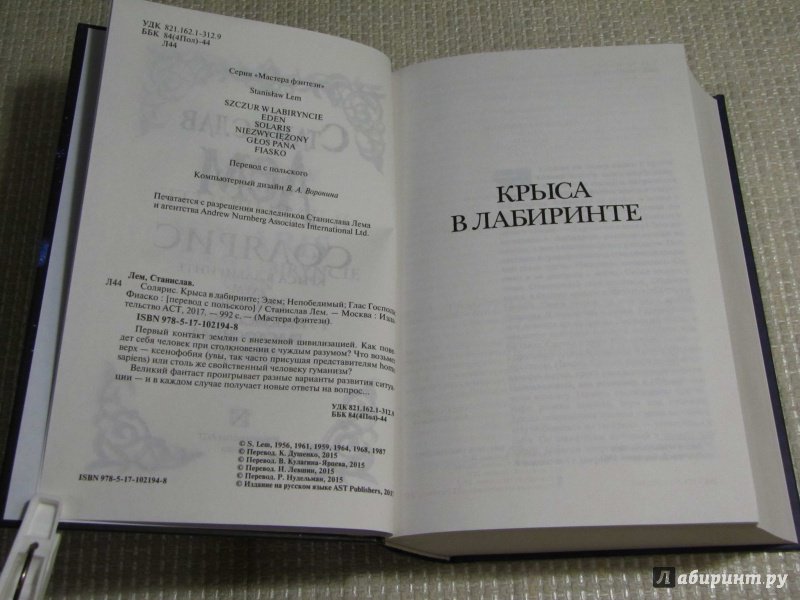 УДК 821.162.1-312.9
ББК 84(4Пол)-44
Л44
Серия «Мастера фэнтези»
Stanisław Lem
SZCZUR W LABIRYNCIE
EDEN
SOLARIS
NIEZWYCIĘŻONY
GŁOS PANA
FIASKO
Перевод с польского
Компьютерный дизайн В. А. Воронина
Печатается с разрешения наследников Станислава Лема
и агентства Andrew Nurnberg Associates International Ltd.
Лем, Станислав.
Л44 Солярис. Крыса в лабиринте; Эдем; Непобедимый; Глас Господа;
Фиаско : [перевод с польского] / Станислав Лем. — Москва : Изда-
тельство АСТ, 2017. — 992 с. — (Мастера фэнтези).
ISBN 978-5-17-102194-8
Первый контакт землян с внеземной цивилизацией. Как пове-
дет себя человек при столкновении с чуждым разумом? Что возьмет
верх — ксенофобия (увы, так часто присущая представителям homo
sapiens) или столь же свойственный человеку гуманизм?
Великий фантаст проигрывает разные варианты развития ситуа-
ции — и в каждом случае получает новые ответы на вопрос...
УДК 821.162.1-312.9
ББК 84(4Пол)-44
© S. Lem, 1956, 1961, 1959, 1964, 1968, 1987
© Перевод. К. Душенко, 2015
© Перевод. В. Кулагина-Ярцева, 2015
© Перевод. И. Левшин, 2015
© Перевод. Р. Нудельман, 2015
© Издание на русском языке AST Publishers, 201
ISBN 978-5-17-102194-8
КРЫСА
В ЛАБИРИНТЕ
Лабиринт.ру